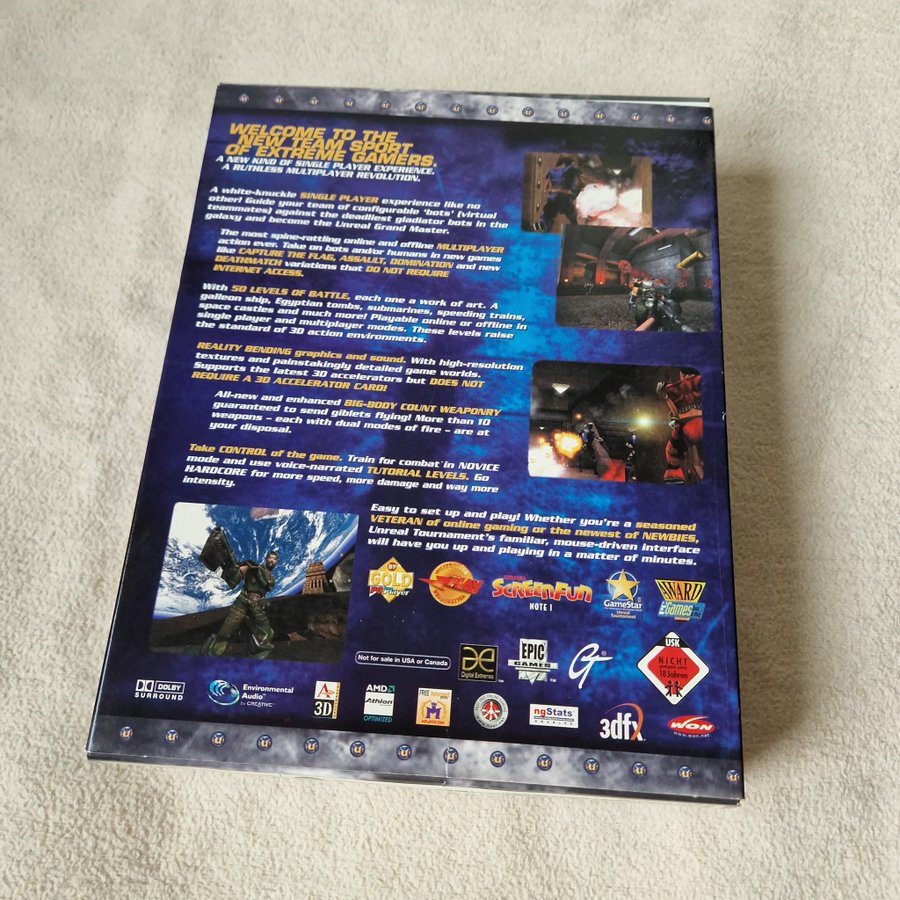 WELCOME TO THE
NEW TEAM SPORT
OF EXTREME GAMERS.
A NEW KIND OF SINGLE PLAYER EXPERIENCE.
A RUTHLESS MULTIPLAYER REVOLUTION.
A white-knuckle SINGLE PLAYER experience like no
other! Guide your team of configurable 'bots' (virtual
teammates) against the deadliest gladiator bots in the
galaxy and become the Unreal Grand Master.
The most spine-rattling online and offline MULTIPLAYER
action ever. Take on bots and/or humans in new games
like CAPTURE THE FLAG, ASSAULT, DOMINATION and new
DEATHMATCH variations that DO NOT REQUIRE
INTERNET ACCESS.
With 50 LEVELS OF BATTLE, each one a work of art. A
galleon ship, Egyptian tombs, submarines, speeding trains,
space castles and much more! Playable online or offline in
single player and multiplayer modes. These levels raise
the standard of 3D action environments.
REALITY BENDING graphics and sound. With high-resolution
textures and painstakingly detailed game worlds.
Supports the latest 3D accelerators but DOES NOT
REQUIRE A 3D ACCELERATOR CARD!
All-new and enhanced BIG-BODY COUNT WEAPONRY
guaranteed to send giblets flying! More than 10
weapons - each with dual modes of fire - are at
your disposal.
Take CONTROL of the game. Train for combat in NOVICE
mode and use voice-narrated TUTORIAL LEVELS. Go
HARDCORE for more speed, more damage and way more
intensity.
Easy to set up and play! Whether you're a seasoned
VETERAN of online gaming or the newest of NEWBIES,
Unreal Tournament's familiar, mouse-driven interface
will have you up and playing in a matter of minutes.
GOLD
SCREENFUN
NOTE 1
GameStar
Unreal
Tournament
AWARD
Games
Not for sale in USA or Canada
Digital Extremes
EPIC
GAMES
GT
USK
NICHT
geeignet unter
18 Jahren
DOLBY
SURROUND
Environmental
Audio
by CREATIVE
A
3D
AMD
Athlon
OPTIMIZED
FREE
MPLAYER.COM
ngStats
3dfx
WON
www.won.net